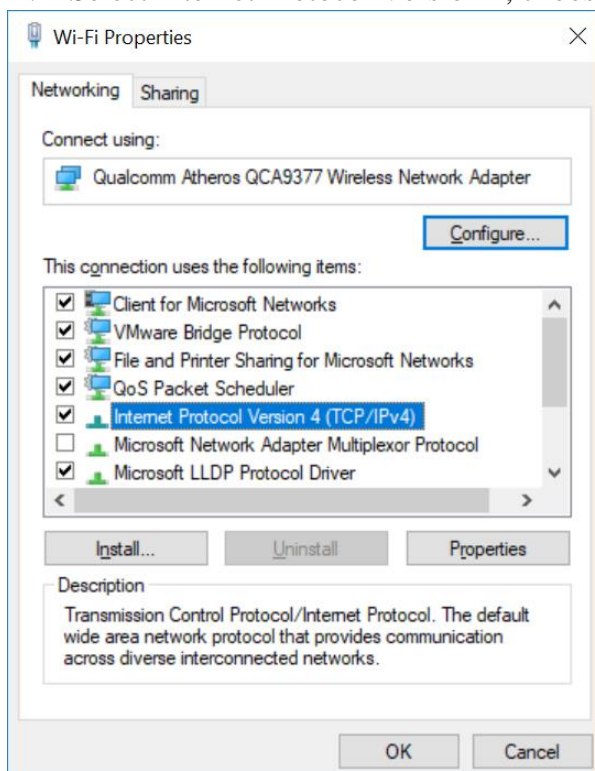 Wi-Fi Properties
Networking Sharing
Connect using:
Qualcomm Atheros QCA9377 Wireless Network Adapter
Configure...
This connection uses the following items:
Client for Microsoft Networks
VMware Bridge Protocol
File and Printer Sharing for Microsoft Networks
QoS Packet Scheduler
Internet Protocol Version 4 (TCP/IPv4)
Microsoft Network Adapter Multiplexor Protocol
Microsoft LLDP Protocol Driver
Install... Uninstall Properties
Description
Transmission Control Protocol/Internet Protocol. The default
wide area network protocol that provides communication
across diverse interconnected networks.
OK Cancel